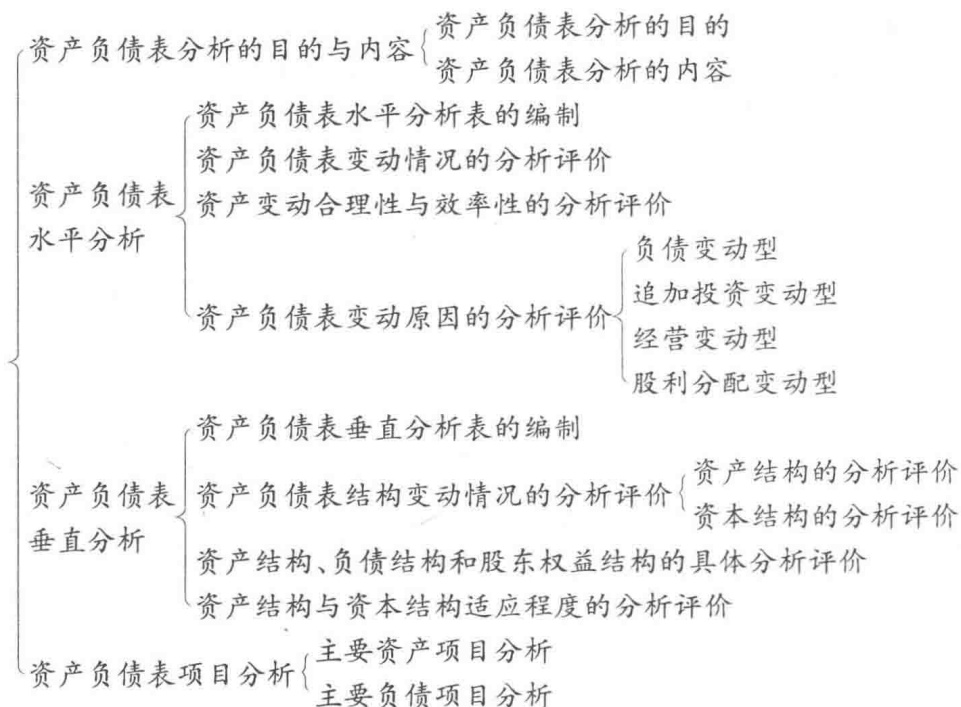 资产负债表分析的目的与内容
资产负债表分析的目的
资产负债表分析的内容
资产负债表
水平分析
资产负债表水平分析表的编制
资产负债表变动情况的分析评价
资产变动合理性与效率性的分析评价
资产负债表变动原因的分析评价
负债变动型
追加投资变动型
经营变动型
股利分配变动型
资产负债表
垂直分析
资产负债表垂直分析表的编制
资产负债表结构变动情况的分析评价
资产结构的分析评价
资本结构的分析评价
资产结构、负债结构和股东权益结构的具体分析评价
资产结构与资本结构适应程度的分析评价
资产负债表项目分析
主要资产项目分析
主要负债项目分析